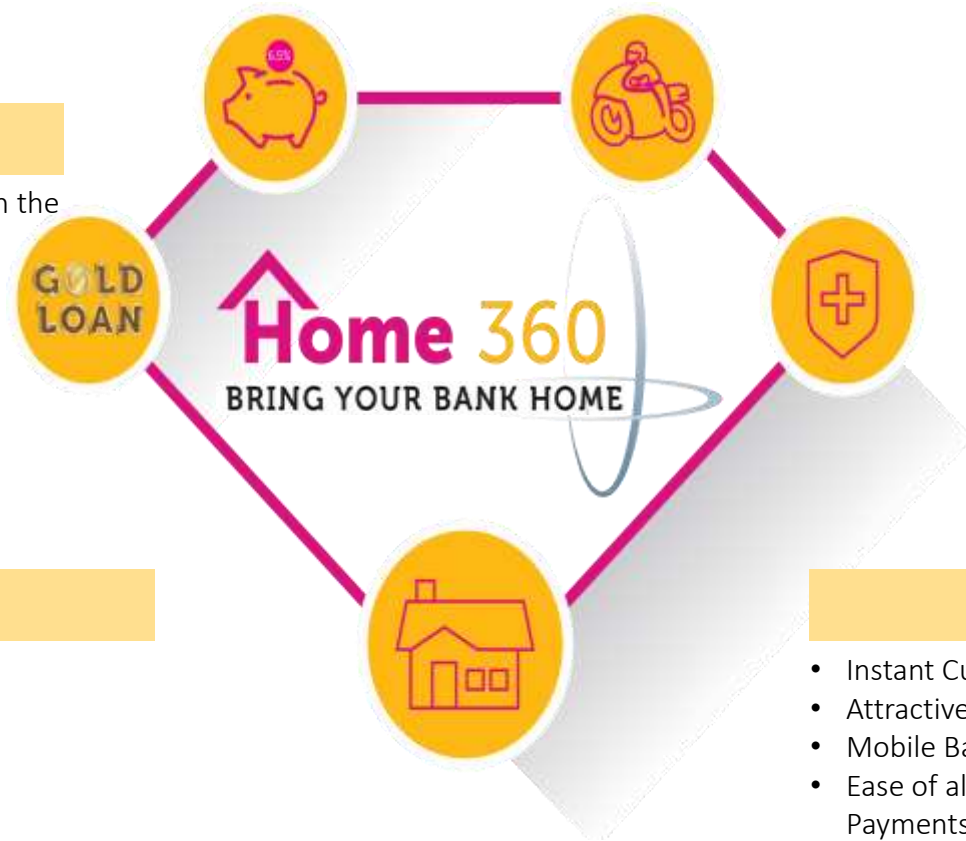 6.5%
n the
GOLD
LOAN
Home 360
BRING YOUR BANK HOME
• Instant Cu
• Attractive
• Mobile Ba
• Ease of al
Payments